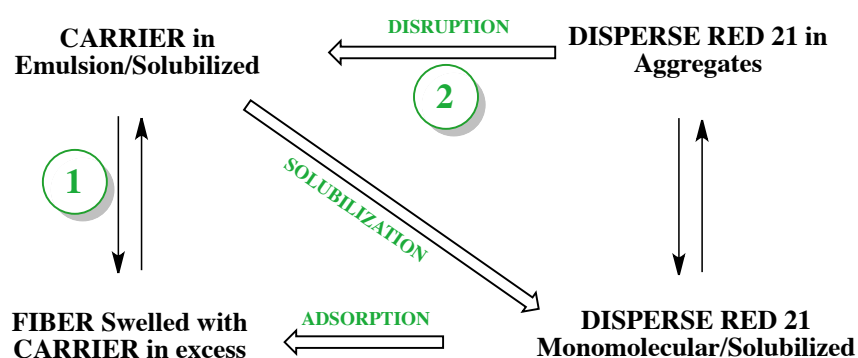 CARRIER in
Emulsion/Solubilized
DISRUPTION
DISPERSE RED 21 in
Aggregates
2
1
SOLUBILIZATION
FIBER Swelled with
CARRIER in excess
ADSORPTION
DISPERSE RED 21
Monomolecular/Solubilized